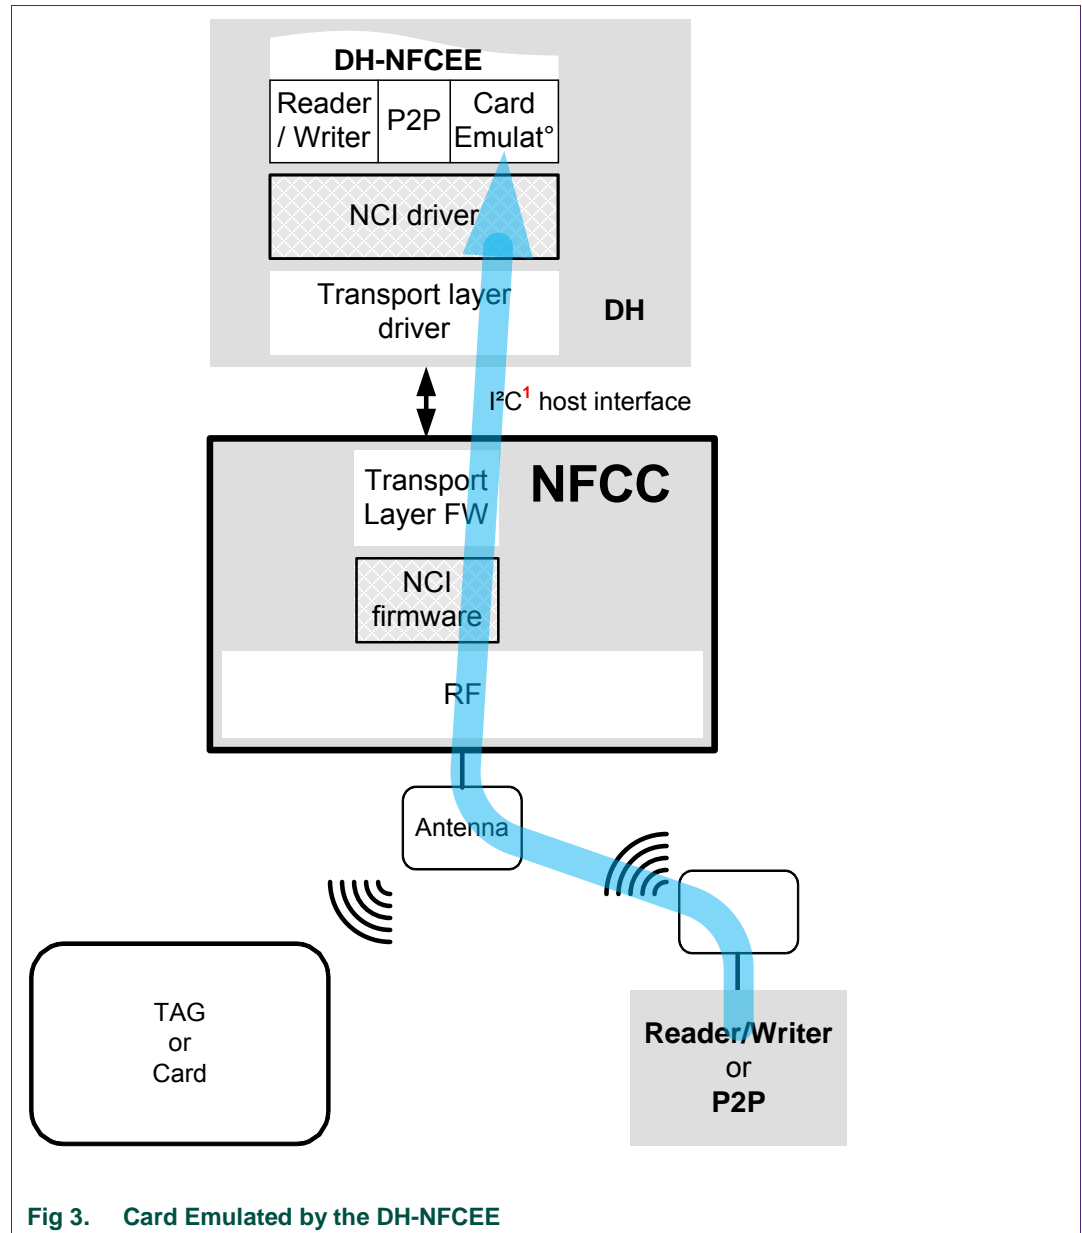 DH-NFCEE
Reader
/ Writer
P2P
Card
Emulat°
NCI driver
Transport layer
driver
DH
I²C¹ host interface
Transport
Layer FW
NFCC
NCI
firmware
RF
Antenna
TAG
or
Card
Reader/Writer
or
P2P
Fig 3. Card Emulated by the DH-NFCEE